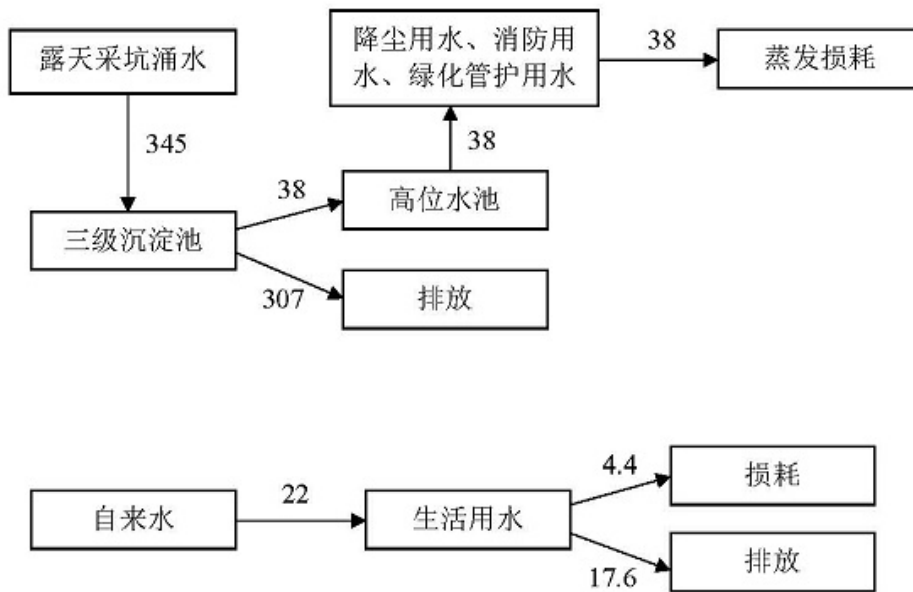 露天采坑涌水
降尘用水、消防用
水、绿化管护用水
38
蒸发损耗
345
38
38
高位水池
三级沉淀池
307
排放
4.4
损耗
自来水
22
生活用水
17.6
排放